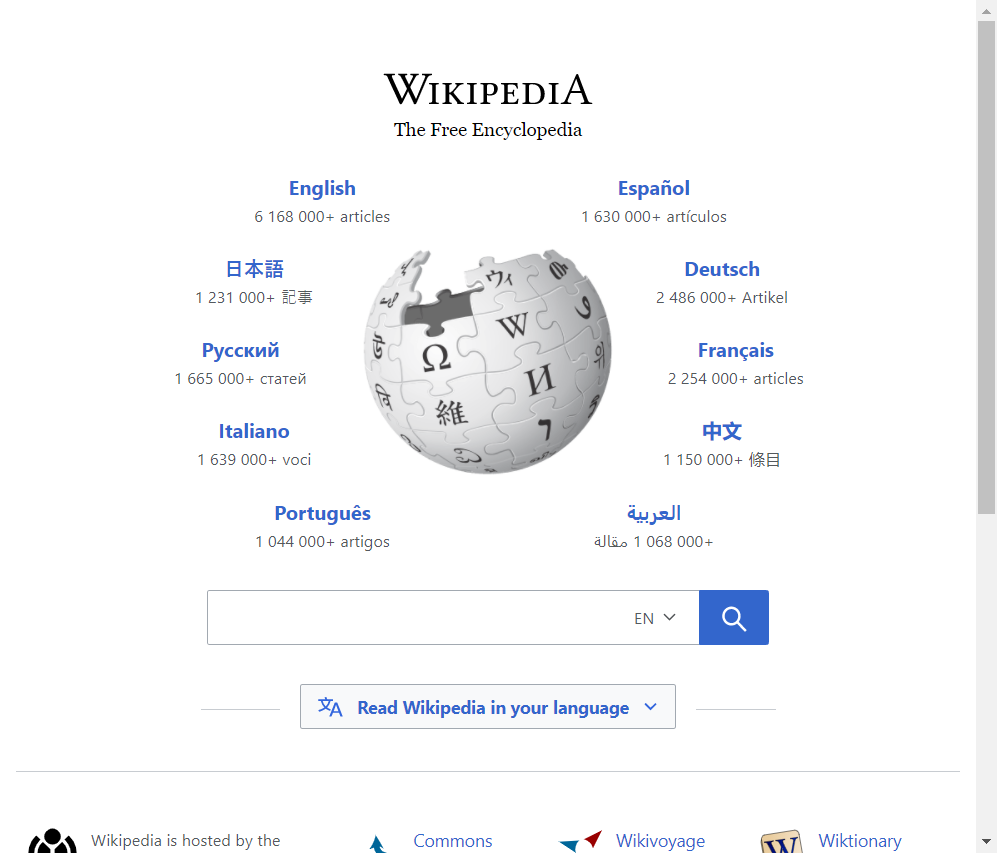 WIKIPEDIA
The Free Encyclopedia
English
6 168 000+ articles
Español
1 630 000+ artículos
日本語
1 231 000+ 記事
Deutsch
2 486 000+ Artikel
Русский
1 665 000+ статей
Français
2 254 000+ articles
Italiano
1 639 000+ voci
中文
1 150 000+ 條目
Português
1 044 000+ artigos
العربية
1 068 000+ مقالة
ウィ
W
Ω
И
維
EN
Read Wikipedia in your language
Wikipedia is hosted by the
Commons
Wikivoyage
Wiktionary
W